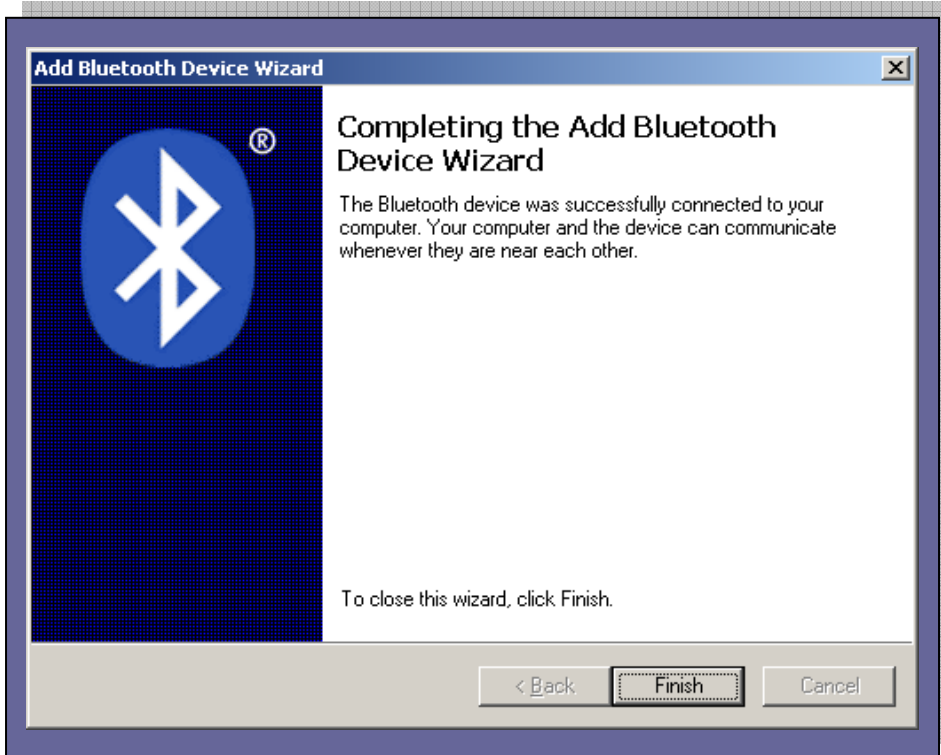 Add Bluetooth Device Wizard
®
Completing the Add Bluetooth
Device Wizard
The Bluetooth device was successfully connected to your
computer. Your computer and the device can communicate
whenever they are near each other.
To close this wizard, click Finish.
< Back Finish Cancel